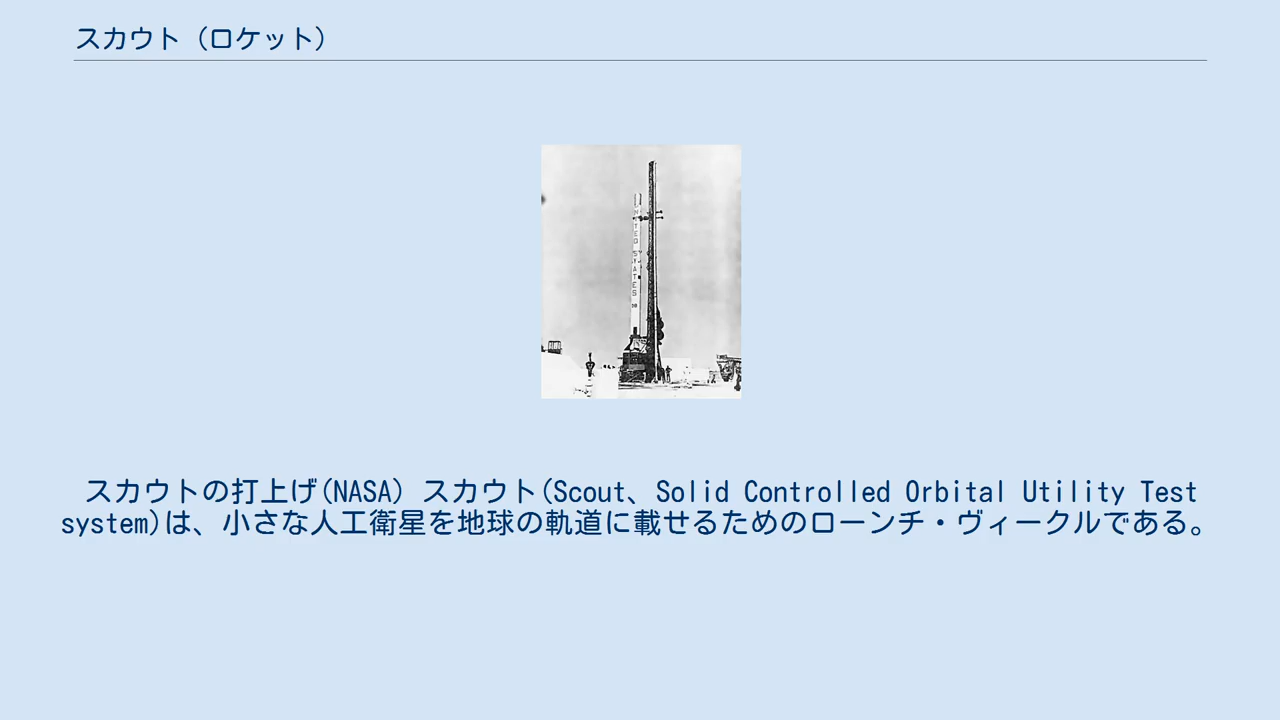 スカウト（ロケット）
UNITED STATES
スカウトの打上げ(NASA) スカウト(Scout、Solid Controlled Orbital Utility Test
system)は、小さな人工衛星を地球の軌道に載せるためのローンチ・ヴィークルである。